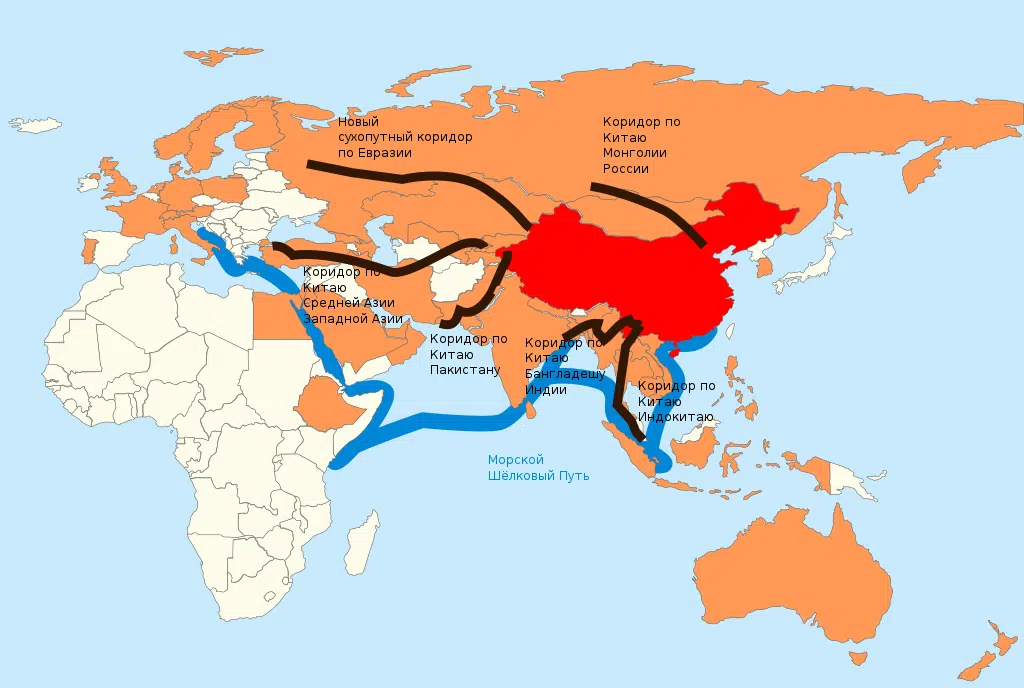 Новый
сухопутный коридор
по Евразии
Коридор по
Китаю
Монголии
России
Коридор по
Китаю
Средней Азии
Западной Азии
Коридор по
Китаю
Пакистану
Коридор по
Китаю
Бангладешу
Индии
Коридор по
Китаю
Индокитаю
Морской
Шёлковый Путь